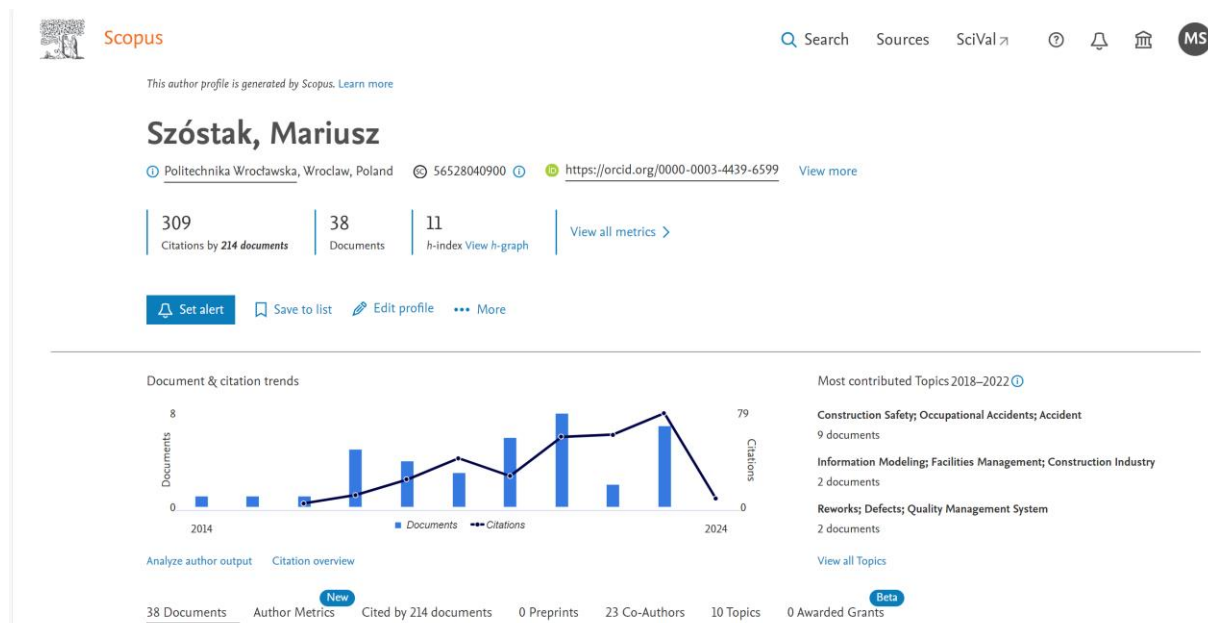 Scopus
Search Sources SciVal ↗ MS
This author profile is generated by Scopus. Learn more
Szóstak, Mariusz
Politechnika Wrocławska, Wroclaw, Poland SC 56528040900 iD https://orcid.org/0000-0003-4439-6599 View more
309 38 11
Citations by 214 documents Documents h-index View h-graph View all metrics >
Set alert Save to list Edit profile ••• More
Document & citation trends
8 79
Documents Citations
0 0
2014 2024
Documents Citations
Analyze author output Citation overview
Most contributed Topics 2018–2022
Construction Safety; Occupational Accidents; Accident
9 documents
Information Modeling; Facilities Management; Construction Industry
2 documents
Reworks; Defects; Quality Management System
2 documents
View all Topics
New Beta
38 Documents Author Metrics Cited by 214 documents 0 Preprints 23 Co-Authors 10 Topics 0 Awarded Grants